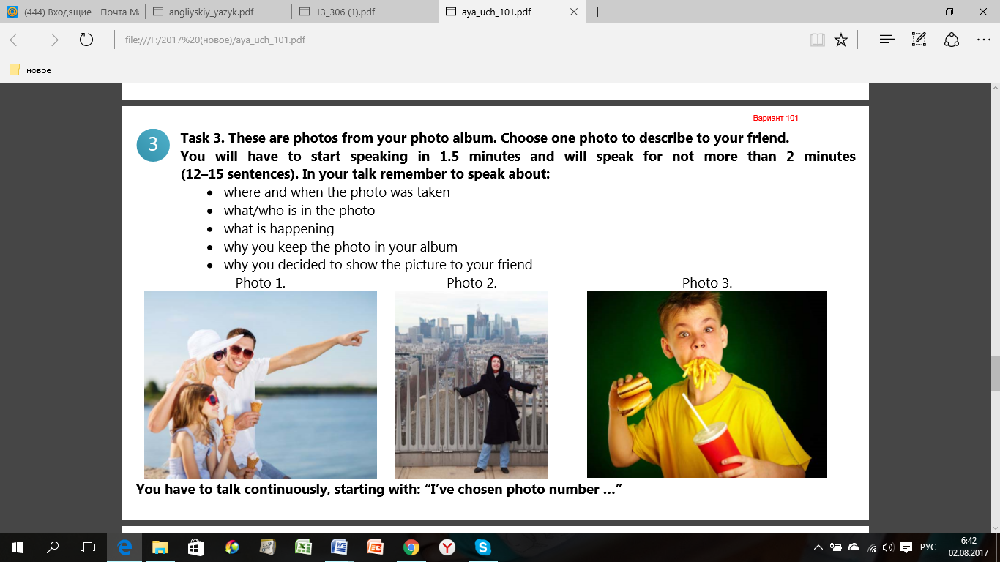 (444) Входящие - Почта Ma
angliyskiy_yazyk.pdf
13_306 (1).pdf
aya_uch_101.pdf
file:///F:/2017%20(новое)/aya_uch_101.pdf
новое
Вариант 101
3
Task 3. These are photos from your photo album. Choose one photo to describe to your friend.
You will have to start speaking in 1.5 minutes and will speak for not more than 2 minutes
(12–15 sentences). In your talk remember to speak about:
• where and when the photo was taken
• what/who is in the photo
• what is happening
• why you keep the photo in your album
• why you decided to show the picture to your friend
Photo 1. Photo 2. Photo 3.
You have to talk continuously, starting with: “I’ve chosen photo number …”
РУС
6:42
02.08.2017